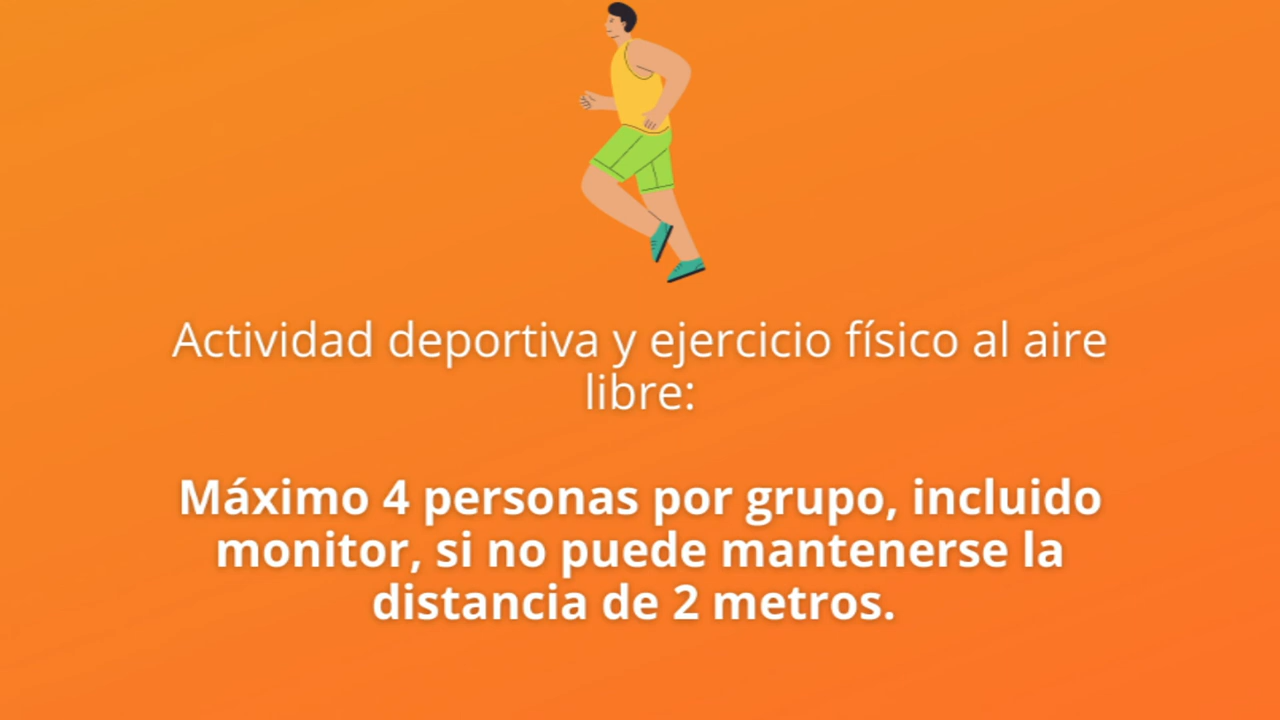 Actividad deportiva y ejercicio físico al aire
libre:
Máximo 4 personas por grupo, incluido
monitor, si no puede mantenerse la
distancia de 2 metros.